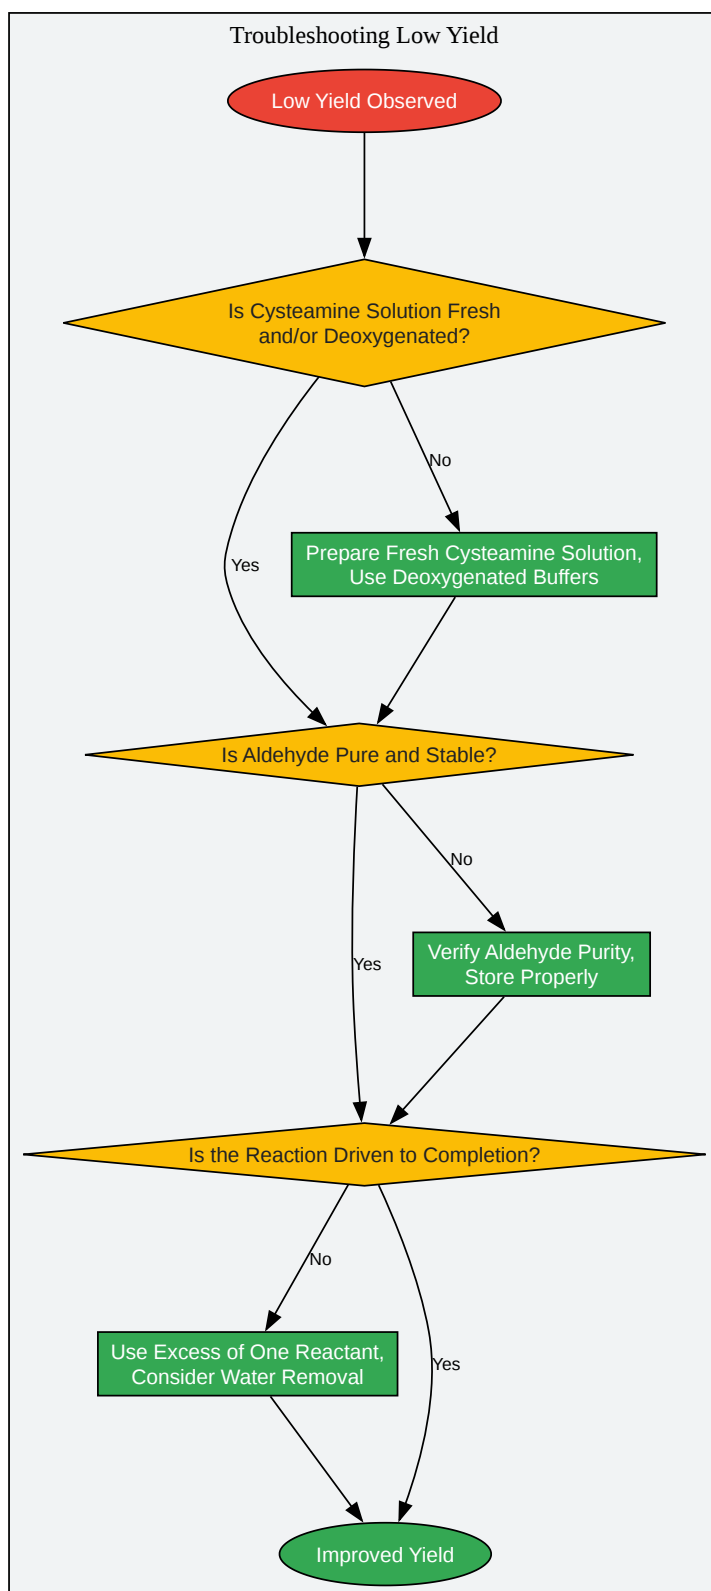 Troubleshooting Low Yield
Low Yield Observed
Is Cysteamine Solution Fresh
and/or Deoxygenated?
No
Prepare Fresh Cysteamine Solution,
Use Deoxygenated Buffers
Yes
Is Aldehyde Pure and Stable?
No
Verify Aldehyde Purity,
Store Properly
Yes
Is the Reaction Driven to Completion?
No
Use Excess of One Reactant,
Consider Water Removal
Yes
Improved Yield